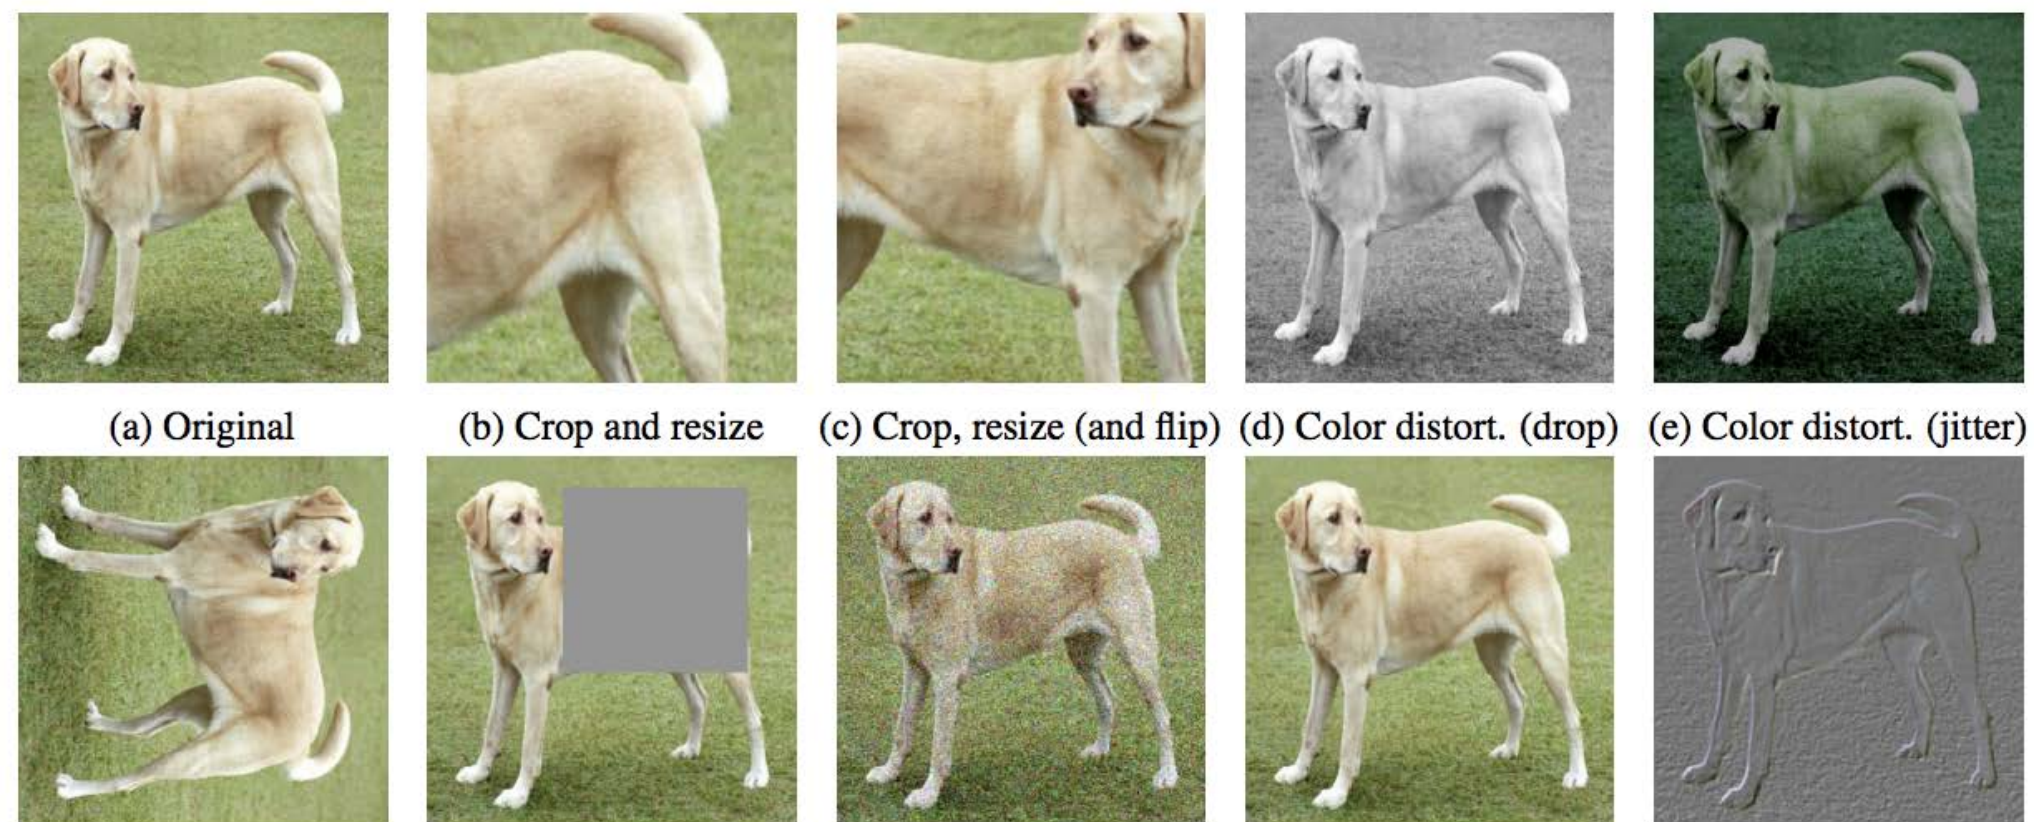 (a) Original
(b) Crop and resize
(c) Crop, resize (and flip)
(d) Color distort. (drop)
(e) Color distort. (jitter)